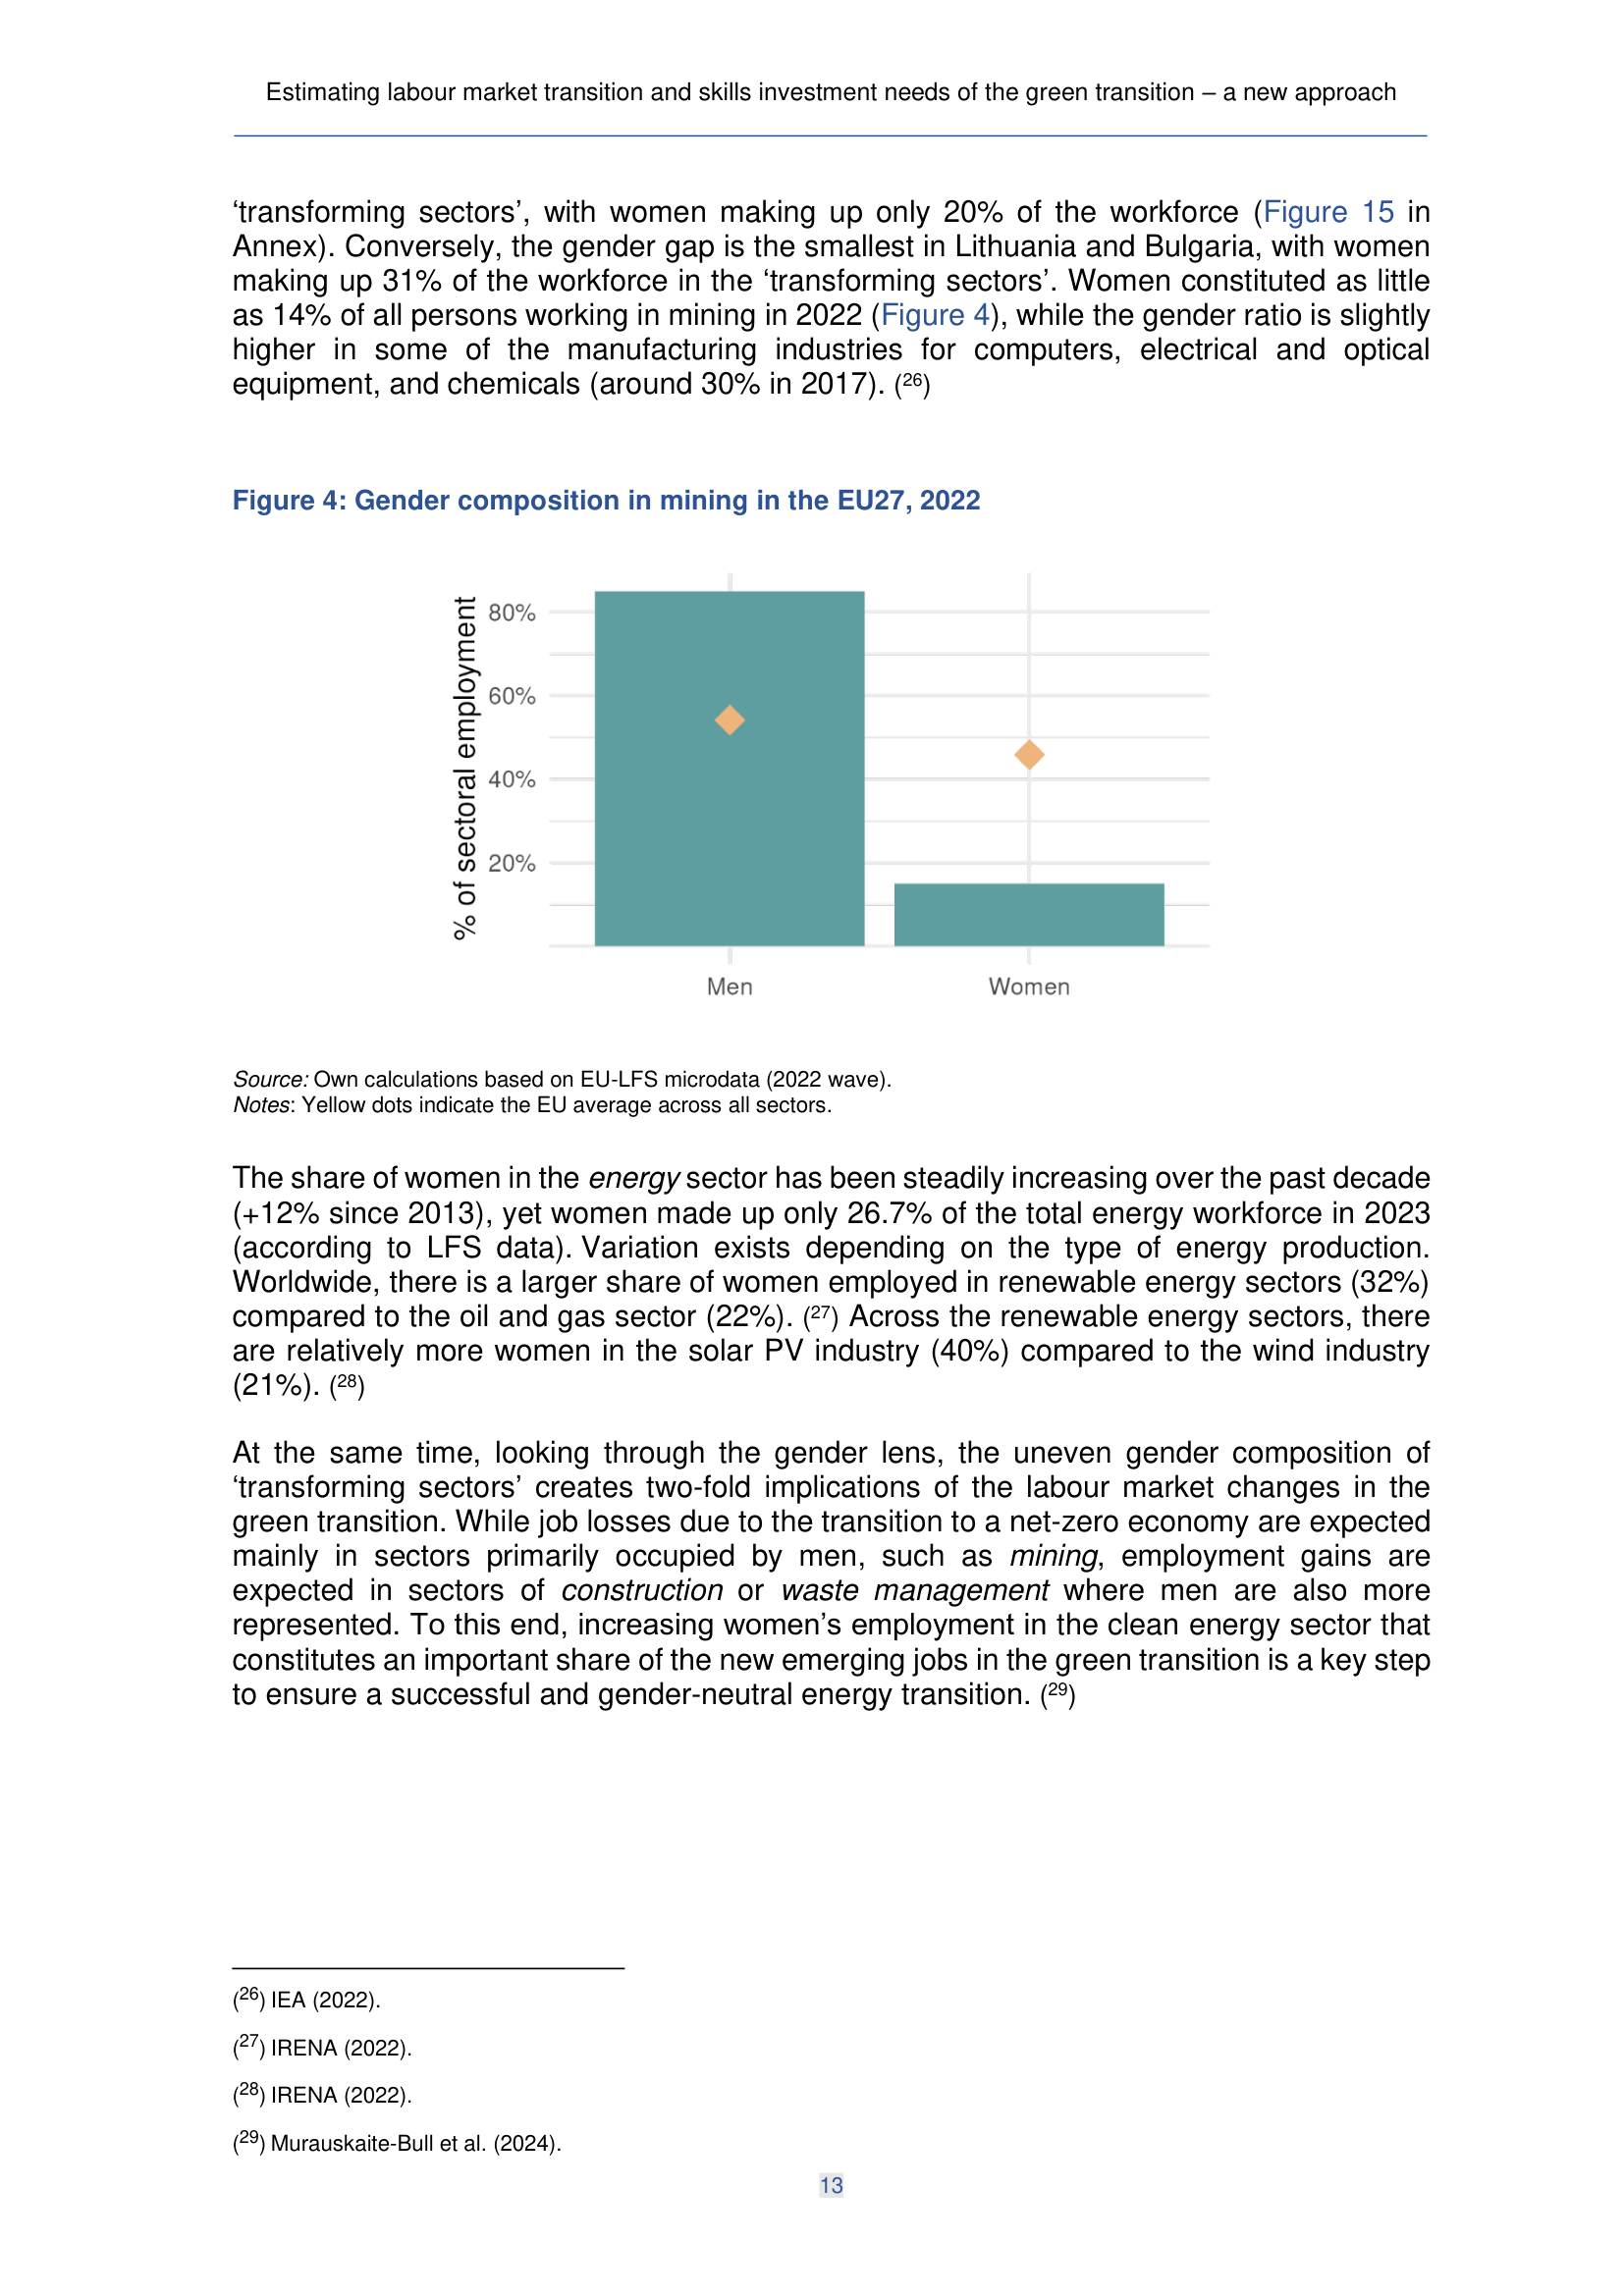 Estimating labour market transition and skills investment needs of the green transition – a new approach
‘transforming sectors’, with women making up only 20% of the workforce (Figure 15 in
Annex). Conversely, the gender gap is the smallest in Lithuania and Bulgaria, with women
making up 31% of the workforce in the ‘transforming sectors’. Women constituted as little
as 14% of all persons working in mining in 2022 (Figure 4), while the gender ratio is slightly
higher in some of the manufacturing industries for computers, electrical and optical
equipment, and chemicals (around 30% in 2017). (26)
Figure 4: Gender composition in mining in the EU27, 2022
% of sectoral employment
80%
60%
40%
20%
Men Women
Source: Own calculations based on EU-LFS microdata (2022 wave).
Notes: Yellow dots indicate the EU average across all sectors.
The share of women in the energy sector has been steadily increasing over the past decade
(+12% since 2013), yet women made up only 26.7% of the total energy workforce in 2023
(according to LFS data). Variation exists depending on the type of energy production.
Worldwide, there is a larger share of women employed in renewable energy sectors (32%)
compared to the oil and gas sector (22%). (27) Across the renewable energy sectors, there
are relatively more women in the solar PV industry (40%) compared to the wind industry
(21%). (28)
At the same time, looking through the gender lens, the uneven gender composition of
‘transforming sectors’ creates two-fold implications of the labour market changes in the
green transition. While job losses due to the transition to a net-zero economy are expected
mainly in sectors primarily occupied by men, such as mining, employment gains are
expected in sectors of construction or waste management where men are also more
represented. To this end, increasing women’s employment in the clean energy sector that
constitutes an important share of the new emerging jobs in the green transition is a key step
to ensure a successful and gender-neutral energy transition. (29)
(26) IEA (2022).
(27) IRENA (2022).
(28) IRENA (2022).
(29) Murauskaite-Bull et al. (2024).
13